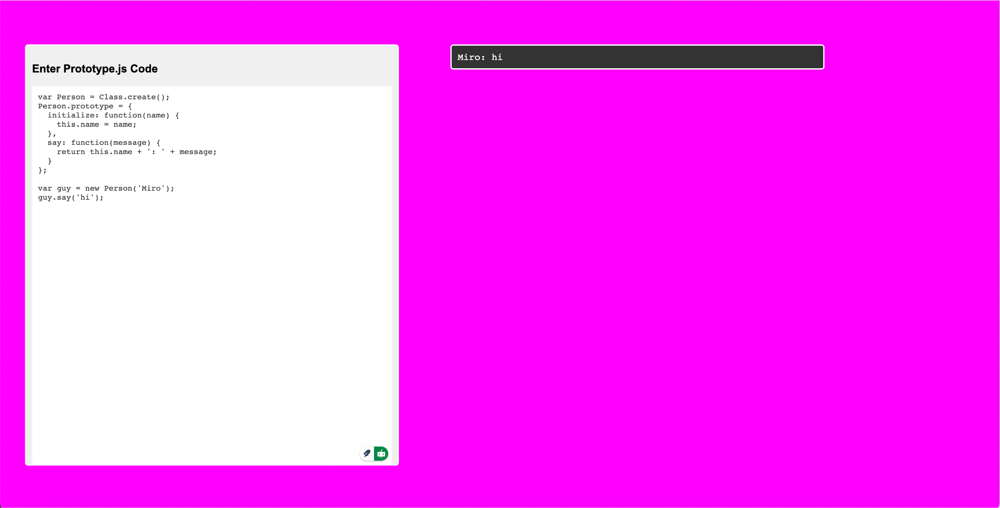 Enter Prototype.js Code
var Person = Class.create();
Person.prototype = {
  initialize: function(name) {
    this.name = name;
  },
  say: function(message) {
    return this.name + ': ' + message;
  }
};

var guy = new Person('Miro');
guy.say('hi');
Miro: hi